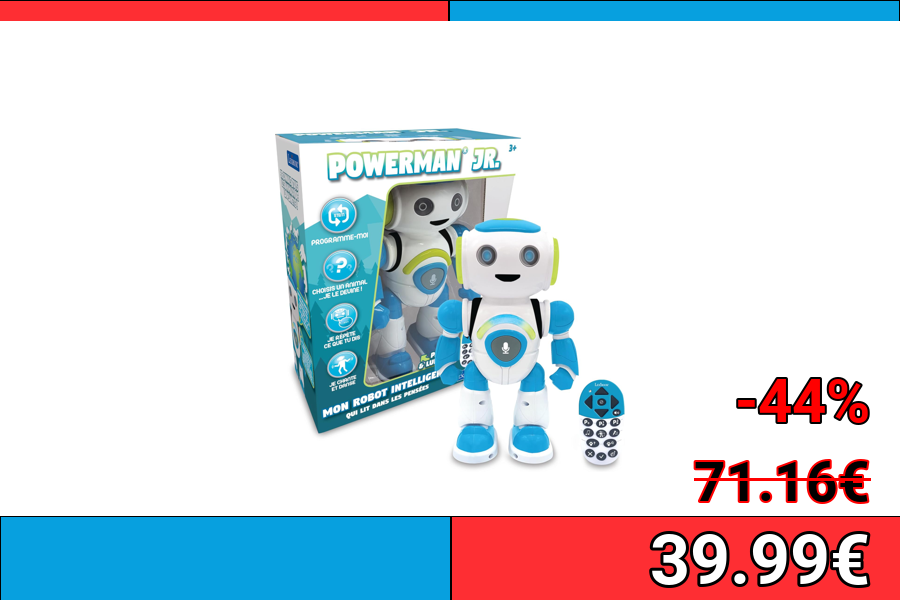 POWERMAN® JR.
3+
PROGRAMME-MOI
CHOISIS UN ANIMAL
...JE LE DEVINE !
JE RÉPÈTE
CE QUE TU DIS
JE CHANTE
ET DANSE
MON ROBOT INTELLIGEN
QUI LIT DANS LES PENSÉES
-44%
71.16€
39.99€